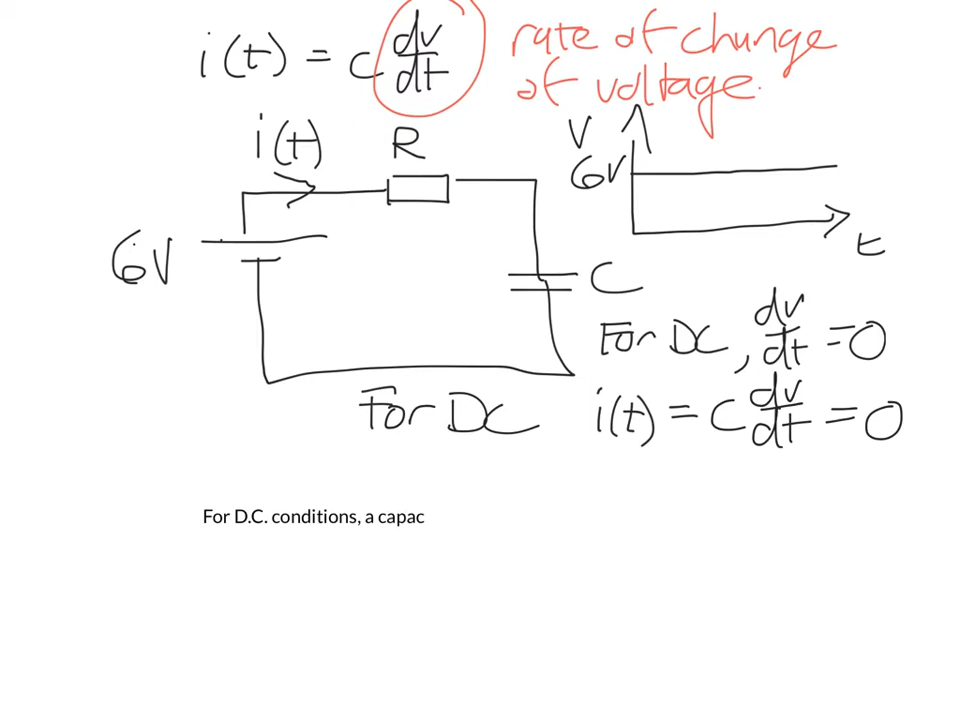 i(t) = C dv/dt
rate of change
of voltage.
i(t)
R
V
6V
t
6V
C
For DC, dv/dt = 0
For DC
i(t) = C dv/dt = 0
For D.C. conditions, a capac